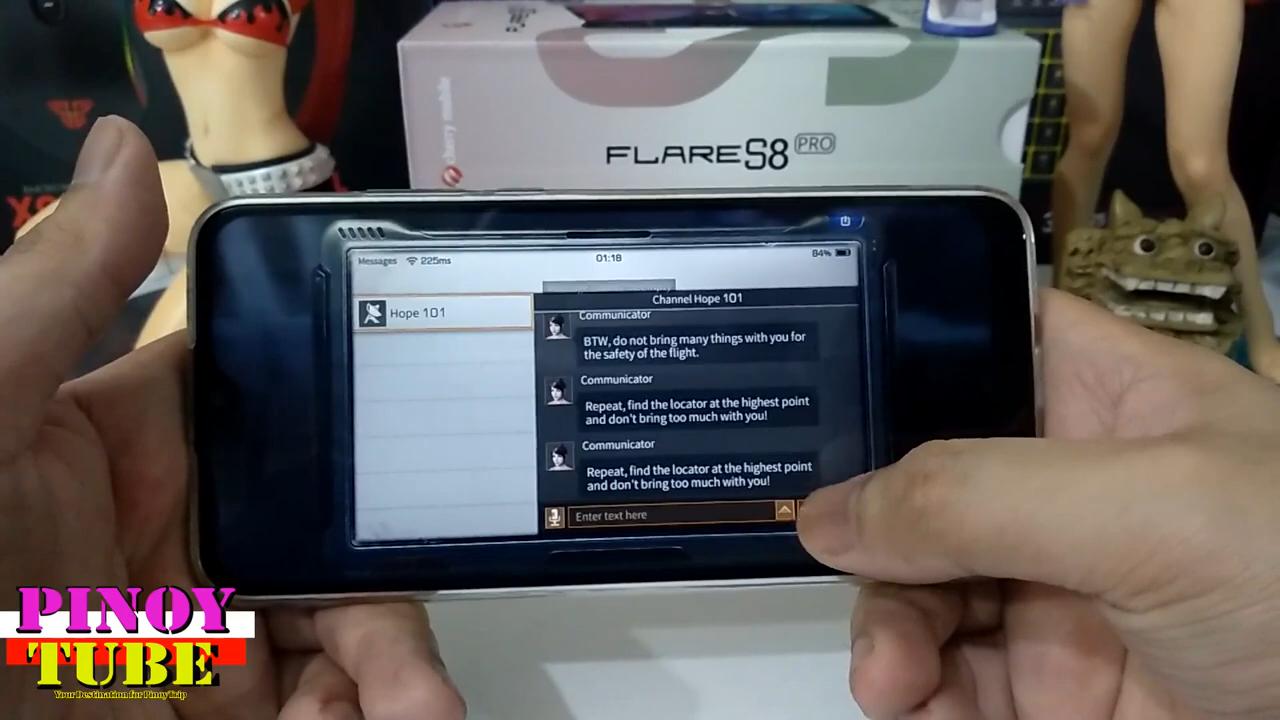 cherry mobile
FLARE S8 PRO
XS
Messages 225ms
01:18
84%
Hope 101
Channel Hope 101
Communicator
BTW, do not bring many things with you for
the safety of the flight.
Communicator
Repeat, find the locator at the highest point
and don't bring too much with you!
Communicator
Repeat, find the locator at the highest point
and don't bring too much with you!
Enter text here
PINOY
TUBE
Your Destination for Pinoy Trip